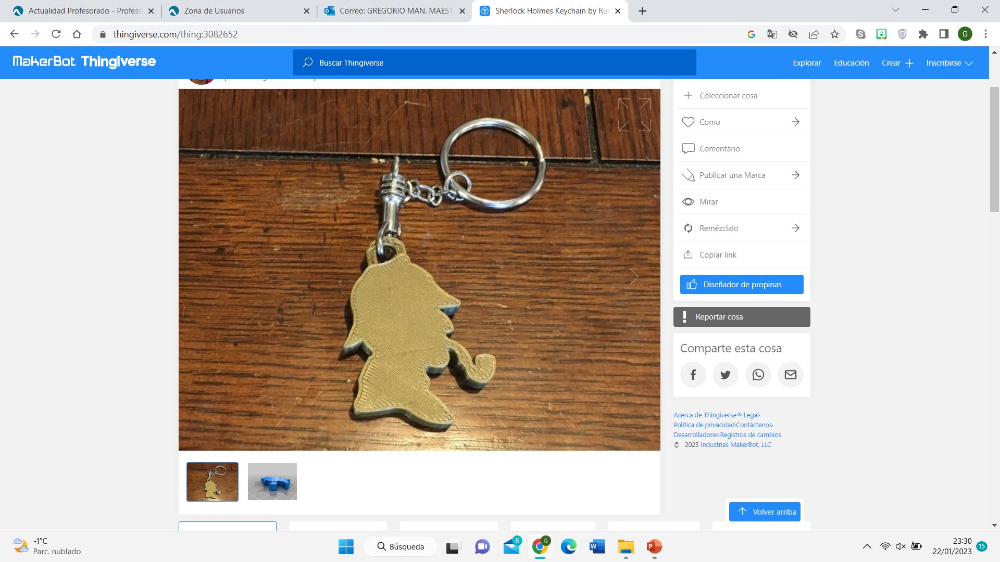 Actualidad Profesorado - Profeso
Zona de Usuarios
Correo: GREGORIO MAN. MAEST
Sherlock Holmes Keychain by Ru
thingiverse.com/thing:3082652
G
MakerBot Thingiverse
Buscar Thingiverse
Explorar
Educación
Crear
Inscribirse
Coleccionar cosa
Como
Comentario
Publicar una Marca
Mirar
Remézclalo
Copiar link
Diseñador de propinas
Reportar cosa
Comparte esta cosa
Acerca de Thingiverse®·Legal·
Política de privacidad·Contáctenos·
Desarrolladores·Registros de cambios
© 2023 Industrias MakerBot, LLC
Volver arriba
-1°C
Parc. nublado
Búsqueda
6
G
23:30
22/01/2023
15